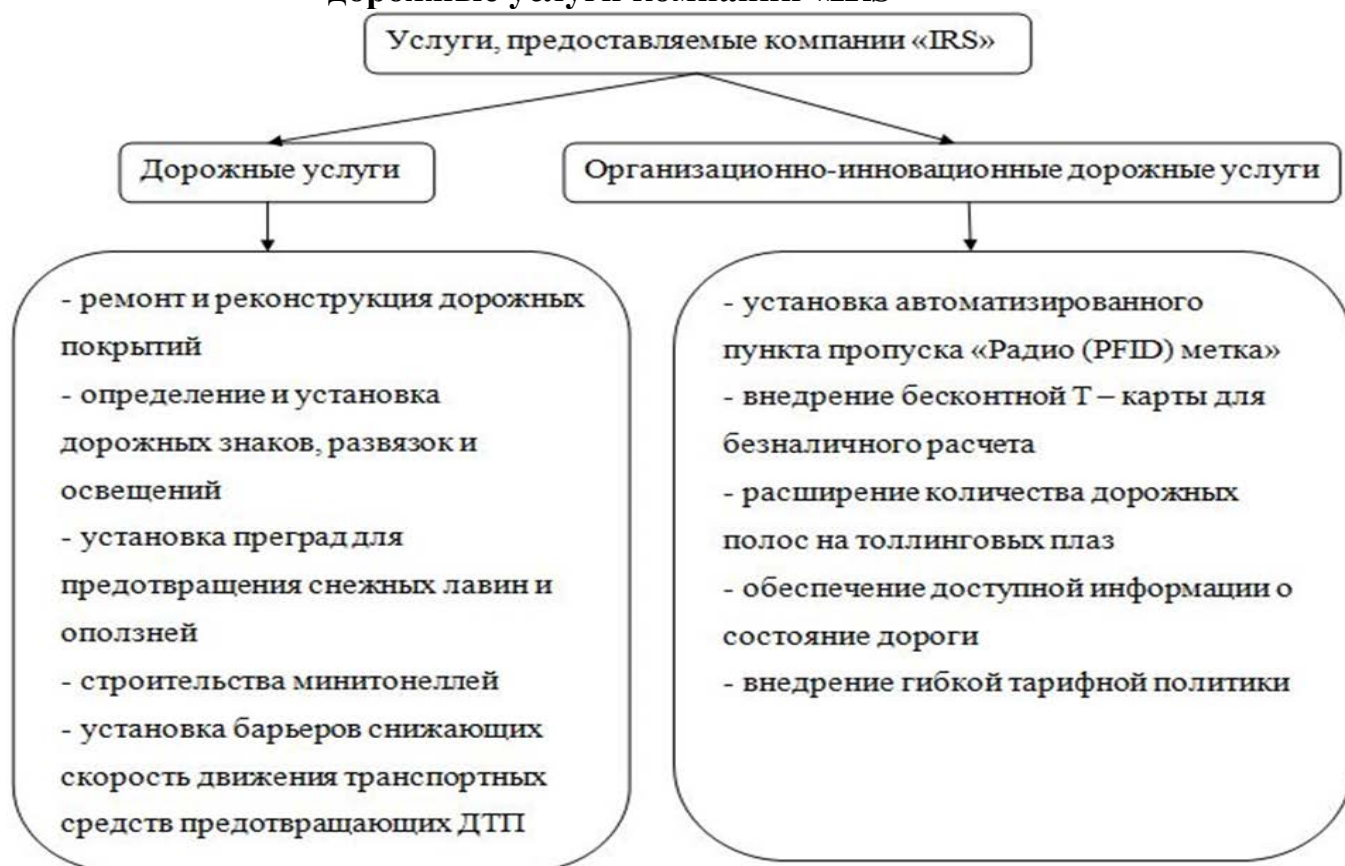 дорожные услуги компании
Услуги, предоставляемые компании «IRS»
Дорожные услуги
Организационно-инновационные дорожные услуги
- ремонт и реконструкция дорожных
покрытий
- определение и установка
дорожных знаков, развязок и
освещений
- установка преград для
предотвращения снежных лавин и
оползней
- строительства минитонеллей
- установка барьеров снижающих
скорость движения транспортных
средств предотвращающих ДТП
- установка автоматизированного
пункта пропуска «Радио (PFID) метка»
- внедрение бесконтной Т – карты для
безналичного расчета
- расширение количества дорожных
полос на толлинговых плаз
- обеспечение доступной информации о
состояние дороги
- внедрение гибкой тарифной политики